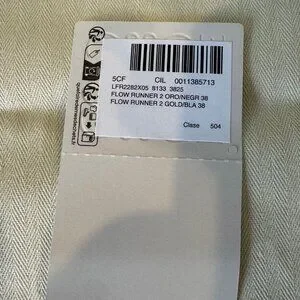 5CF CIL 0011385713
LFR2282X05 8133 3825
FLOW RUNNER 2 ORO/NEGR 38
FLOW RUNNER 2 GOLD/BLA 38
Clase 504